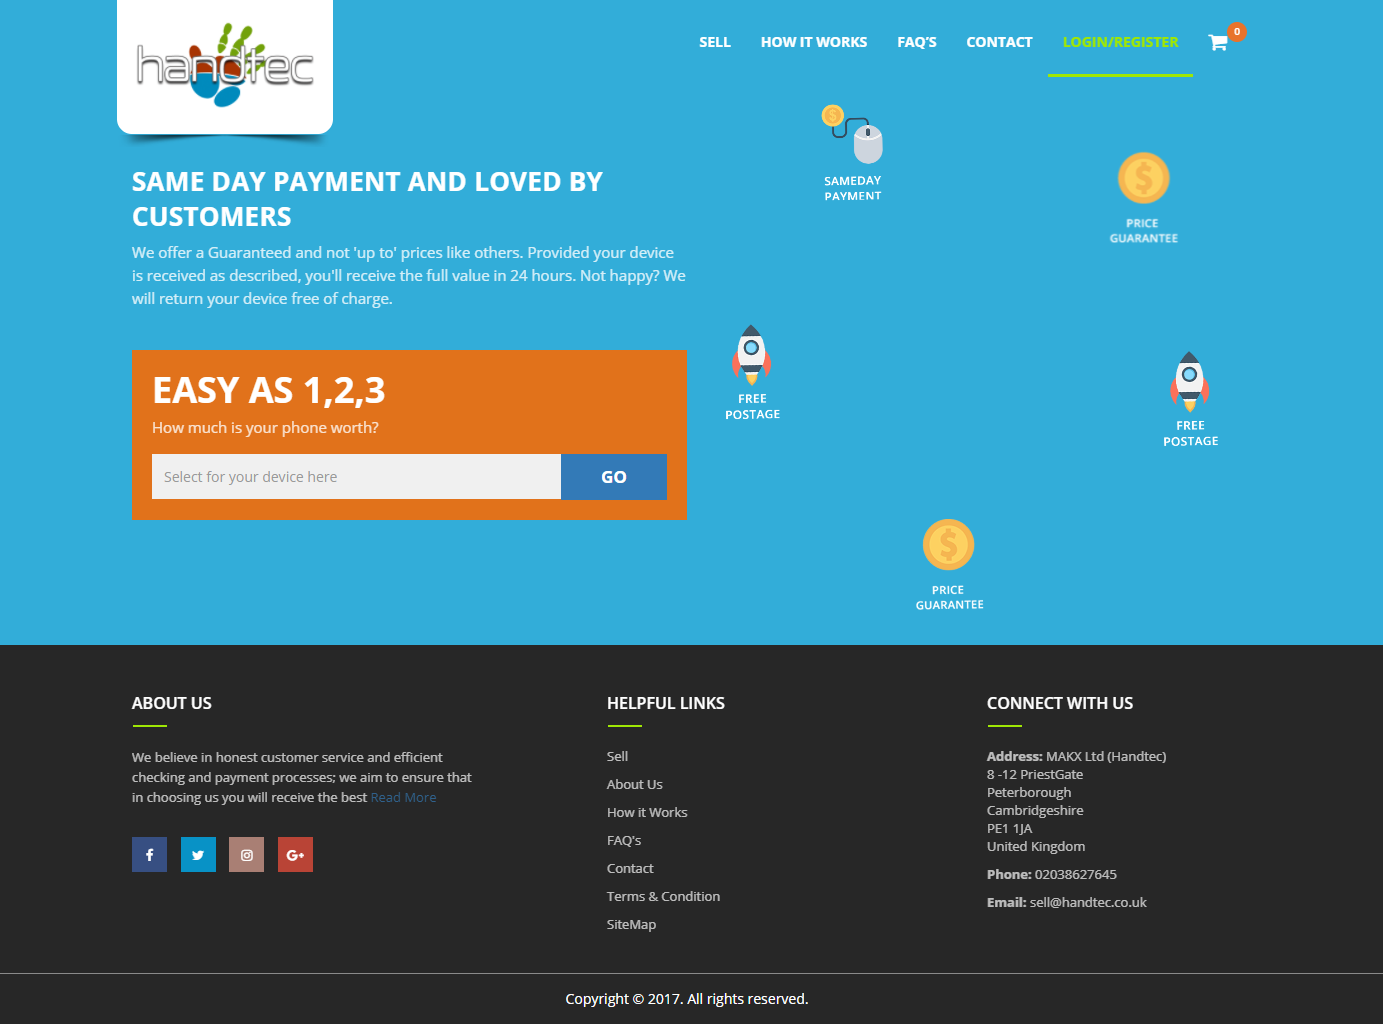 handtec
SELL
HOW IT WORKS
FAQ'S
CONTACT
LOGIN/REGISTER
0
SAME DAY PAYMENT AND LOVED BY
CUSTOMERS
We offer a Guaranteed and not 'up to' prices like others. Provided your device
is received as described, you'll receive the full value in 24 hours. Not happy? We
will return your device free of charge.
EASY AS 1,2,3
How much is your phone worth?
Select for your device here
GO
SAMEDAY
PAYMENT
PRICE
GUARANTEE
FREE
POSTAGE
FREE
POSTAGE
PRICE
GUARANTEE
ABOUT US
We believe in honest customer service and efficient
checking and payment processes; we aim to ensure that
in choosing us you will receive the best Read More
HELPFUL LINKS
Sell
About Us
How it Works
FAQ's
Contact
Terms & Condition
SiteMap
CONNECT WITH US
Address: MAKX Ltd (Handtec)
8 -12 PriestGate
Peterborough
Cambridgeshire
PE1 1JA
United Kingdom
Phone: 02038627645
Email: sell@handtec.co.uk
Copyright © 2017. All rights reserved.